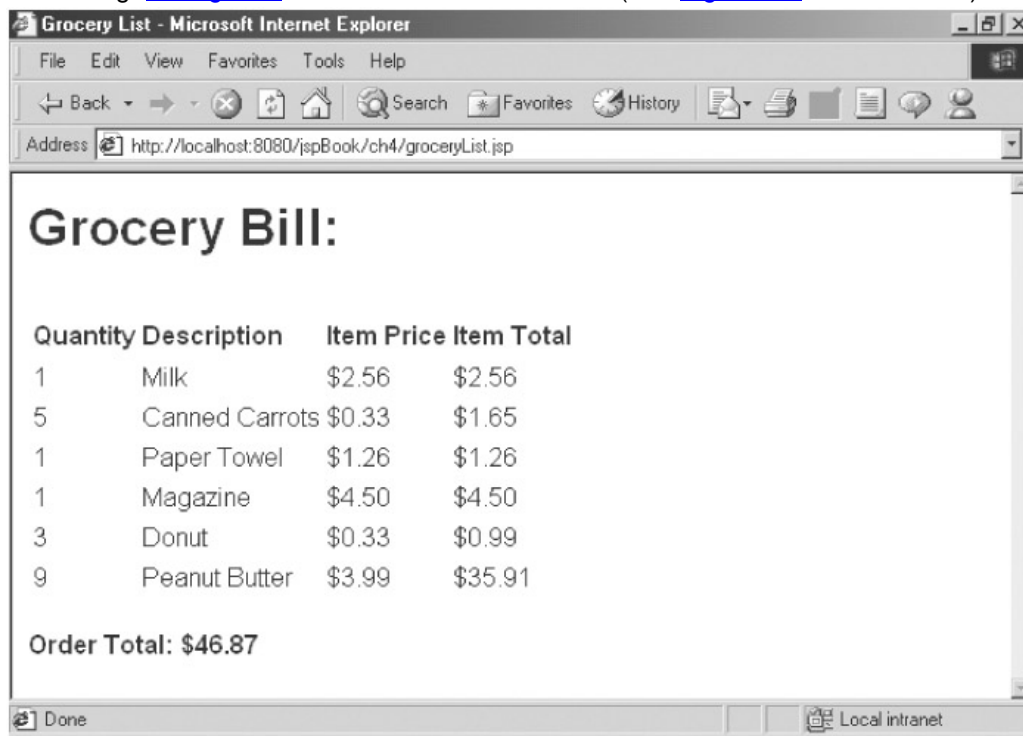 Grocery List - Microsoft Internet Explorer
File Edit View Favorites Tools Help
Back Search Favorites History
Address http://localhost:8080/jspBook/ch4/groceryList.jsp
Grocery Bill:
Quantity Description Item Price Item Total
1 Milk $2.56 $2.56
5 Canned Carrots $0.33 $1.65
1 Paper Towel $1.26 $1.26
1 Magazine $4.50 $4.50
3 Donut $0.33 $0.99
9 Peanut Butter $3.99 $35.91
Order Total: $46.87
Done Local intranet